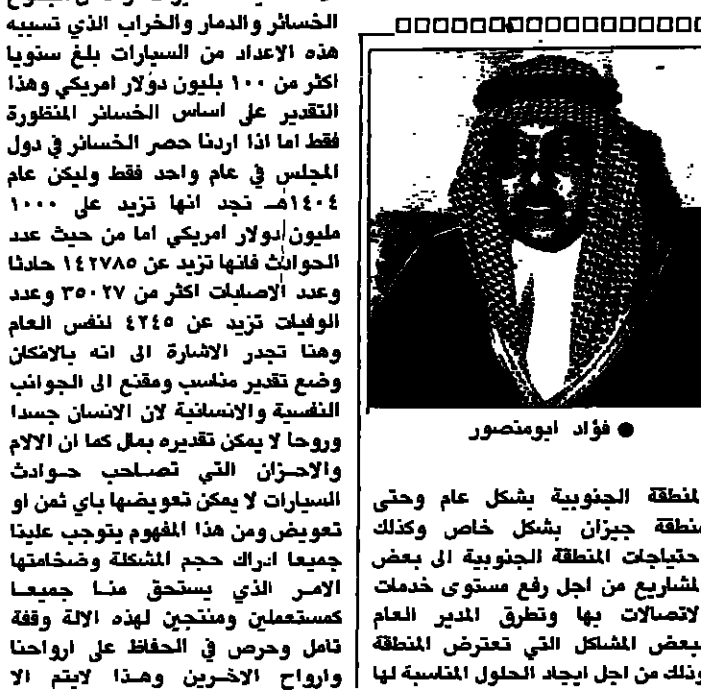 الخسائر والدمار والخراب الذي تسببه
هذه الاعداد من السيارات بلغ سنويا
اكثر من ١٠٠ بليون دولار امريكي وهذا
التقدير على اساس الخسائر المنظورة
فقط اما اذا اردنا حصر الخسائر في دول
المجلس في عام واحد فقط وليكن عام
١٤٠٤هـ نجد انها تزيد على ١٠٠٠
مليون دولار امريكي اما من حيث عدد
الحوادث فانها تزيد عن ١٤٢٧٨٥ حادثا
وعدد الاصابات اكثر من ٣٥٠٢٧ وعدد
الوفيات تزيد عن ٤٢٤٥ لنفس العام
وهنا تجدر الاشارة الى انه بالامكان
وضع تقدير مناسب ومقنع الى الجوانب
النفسية والانسانية لان الانسان جسدا
وروحا لا يمكن تقديره بمال كما ان الالام
والاحزان التي تصاحب حوادث
السيارات لا يمكن تعويضها باي ثمن او
تعويض ومن هذا المفهوم يتوجب علينا
جميعا ادراك حجم المشكلة وضخامتها
الامر الذي يستحق منا جميعا
كمستعملين ومنتجين لهذه الالة وقفة
تامل وحرص في الحفاظ على ارواحنا
وارواح الاخرين وهذا لايتم الا
● فؤاد ابومنصور
المنطقة الجنوبية بشكل عام وحتى
منطقة جيزان بشكل خاص وكذلك
احتياجات المنطقة الجنوبية الى بعض
المشاريع من اجل رفع مستوى خدمات
الاتصالات بها وتطرق المدير العام
لبعض المشاكل التي تعترض المنطقة
وذلك من اجل ايجاد الحلول المناسبة لها